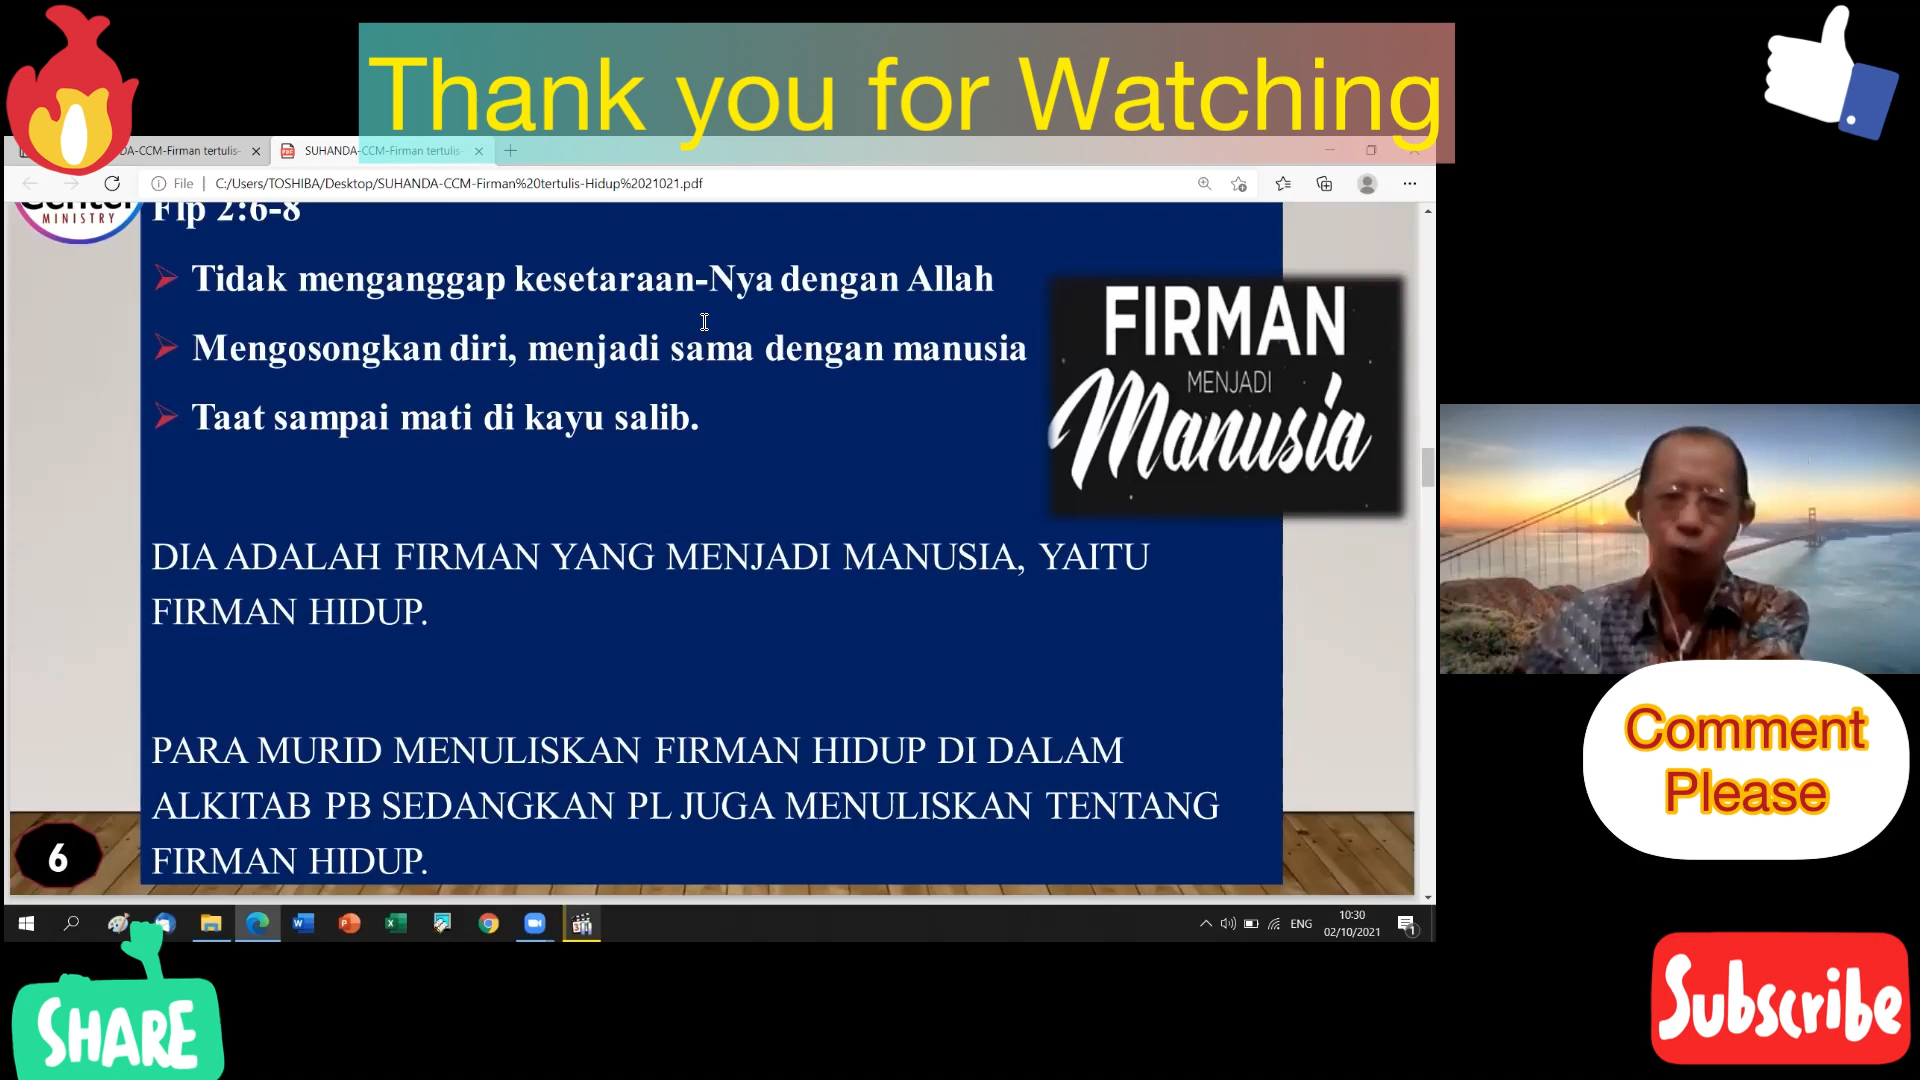 Thank you for Watching
DA-CCM-Firman tertulis-
SUHANDA-CCM-Firman tertulis-
File
C:/Users/TOSHIBA/Desktop/SUHANDA-CCM-Firman%20tertulis-Hidup%2021021.pdf
Center
MINISTRY
Flp 2:6-8
Tidak menganggap kesetaraan-Nya dengan Allah
Mengosongkan diri, menjadi sama dengan manusia
Taat sampai mati di kayu salib.
FIRMAN
MENJADI
Manusia
DIA ADALAH FIRMAN YANG MENJADI MANUSIA, YAITU
FIRMAN HIDUP.
PARA MURID MENULISKAN FIRMAN HIDUP DI DALAM
ALKITAB PB SEDANGKAN PL JUGA MENULISKAN TENTANG
FIRMAN HIDUP.
6
Comment
Please
ENG
10:30
02/10/2021
1
SHARE
Subscribe